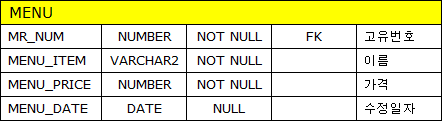 MENU
MR_NUM NUMBER NOT NULL FK 고유번호
MENU_ITEM VARCHAR2 NOT NULL 이름
MENU_PRICE NUMBER NOT NULL 가격
MENU_DATE DATE NULL 수정일자